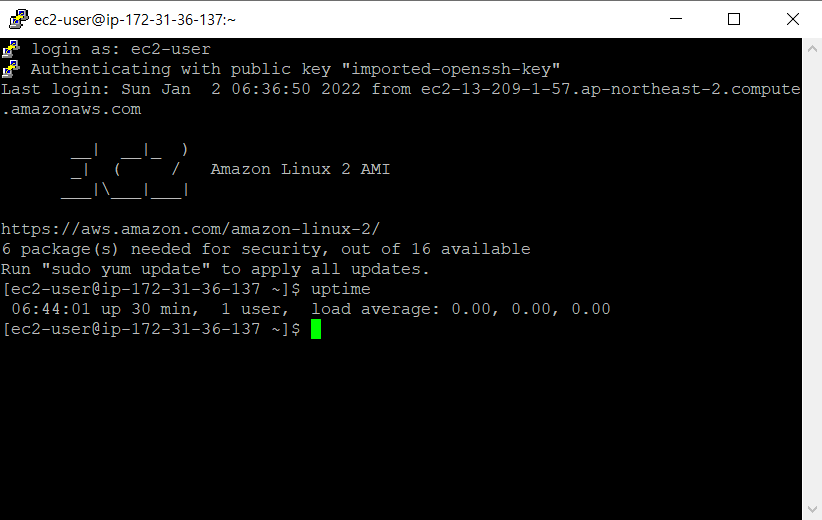 ec2-user@ip-172-31-36-137:~
login as: ec2-user
Authenticating with public key "imported-openssh-key"
Last login: Sun Jan  2 06:36:50 2022 from ec2-13-209-1-57.ap-northeast-2.compute
.amazonaws.com
       __|  __|_  )
       _|  (     /   Amazon Linux 2 AMI
      ___|\___|___|
https://aws.amazon.com/amazon-linux-2/
6 package(s) needed for security, out of 16 available
Run "sudo yum update" to apply all updates.
[ec2-user@ip-172-31-36-137 ~]$ uptime
 06:44:01 up 30 min,  1 user,  load average: 0.00, 0.00, 0.00
[ec2-user@ip-172-31-36-137 ~]$